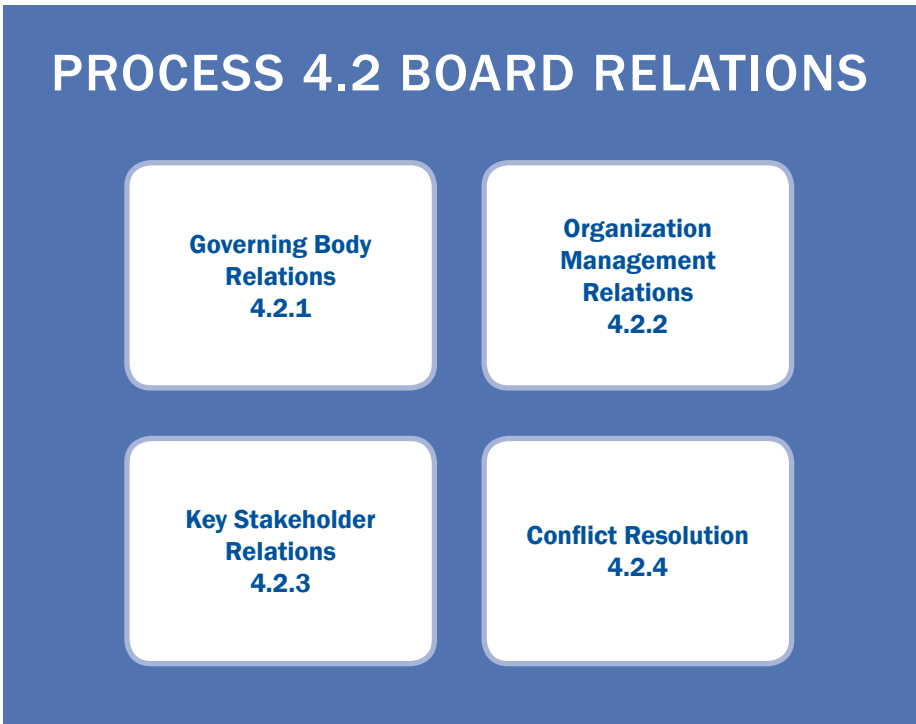 PROCESS 4.2 BOARD RELATIONS
Governing Body
Relations
4.2.1
Organization
Management
Relations
4.2.2
Key Stakeholder
Relations
4.2.3
Conflict Resolution
4.2.4